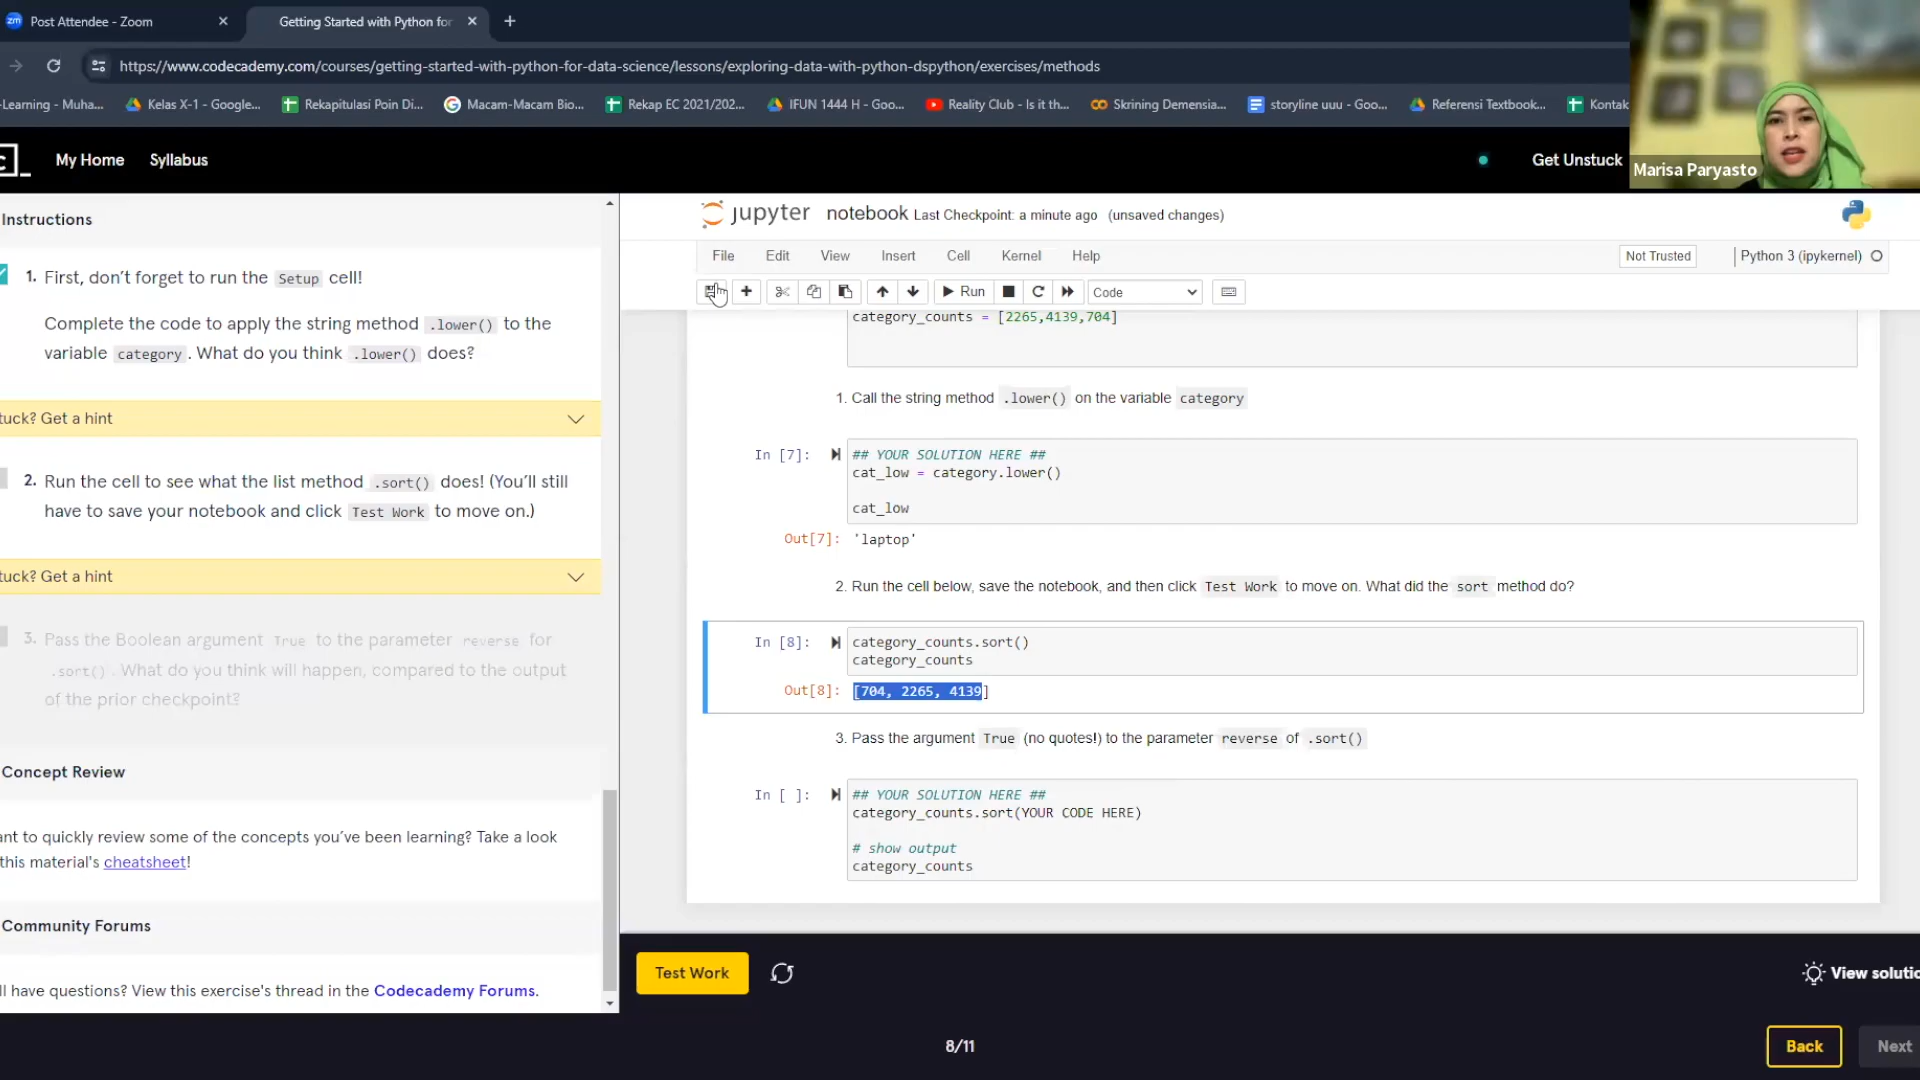 Post Attendee - Zoom
Getting Started with Python for
https://www.codecademy.com/courses/getting-started-with-python-for-data-science/lessons/exploring-data-with-python-dspython/exercises/methods
-Learning - Muha...
Kelas X-1 - Google...
Rekapitulasi Poin Di...
Macam-Macam Bio...
Rekap EC 2021/202...
IFUN 1444 H - Goo...
Reality Club - Is it th...
Skrining Demensia...
storyline uuu - Goo...
Referensi Textbook...
Kontak
Marisa Paryasto
My Home
Syllabus
Get Unstuck
Instructions
1. First, don't forget to run the Setup cell!
Complete the code to apply the string method .lower() to the
variable category. What do you think .lower() does?
tuck? Get a hint
2. Run the cell to see what the list method .sort() does! (You'll still
have to save your notebook and click Test Work to move on.)
tuck? Get a hint
3. Pass the Boolean argument True to the parameter reverse for
.sort(). What do you think will happen, compared to the output
of the prior checkpoint?
Concept Review
ant to quickly review some of the concepts you've been learning? Take a look
this material's cheatsheet!
Community Forums
ll have questions? View this exercise's thread in the Codecademy Forums.
jupyter notebook Last Checkpoint: a minute ago (unsaved changes)
File Edit View Insert Cell Kernel Help
Not Trusted
Python 3 (ipykernel)
Run
Code
category_counts = [2265,4139,704]
1. Call the string method .lower() on the variable category
In [7]:
## YOUR SOLUTION HERE ##
cat_low = category.lower()
cat_low
Out[7]: 'laptop'
2. Run the cell below, save the notebook, and then click Test Work to move on. What did the sort method do?
In [8]:
category_counts.sort()
category_counts
Out[8]: [704, 2265, 4139]
3. Pass the argument True (no quotes!) to the parameter reverse of .sort()
In [ ]:
## YOUR SOLUTION HERE ##
category_counts.sort(YOUR CODE HERE)
# show output
category_counts
Test Work
View solutio
8/11
Back
Next